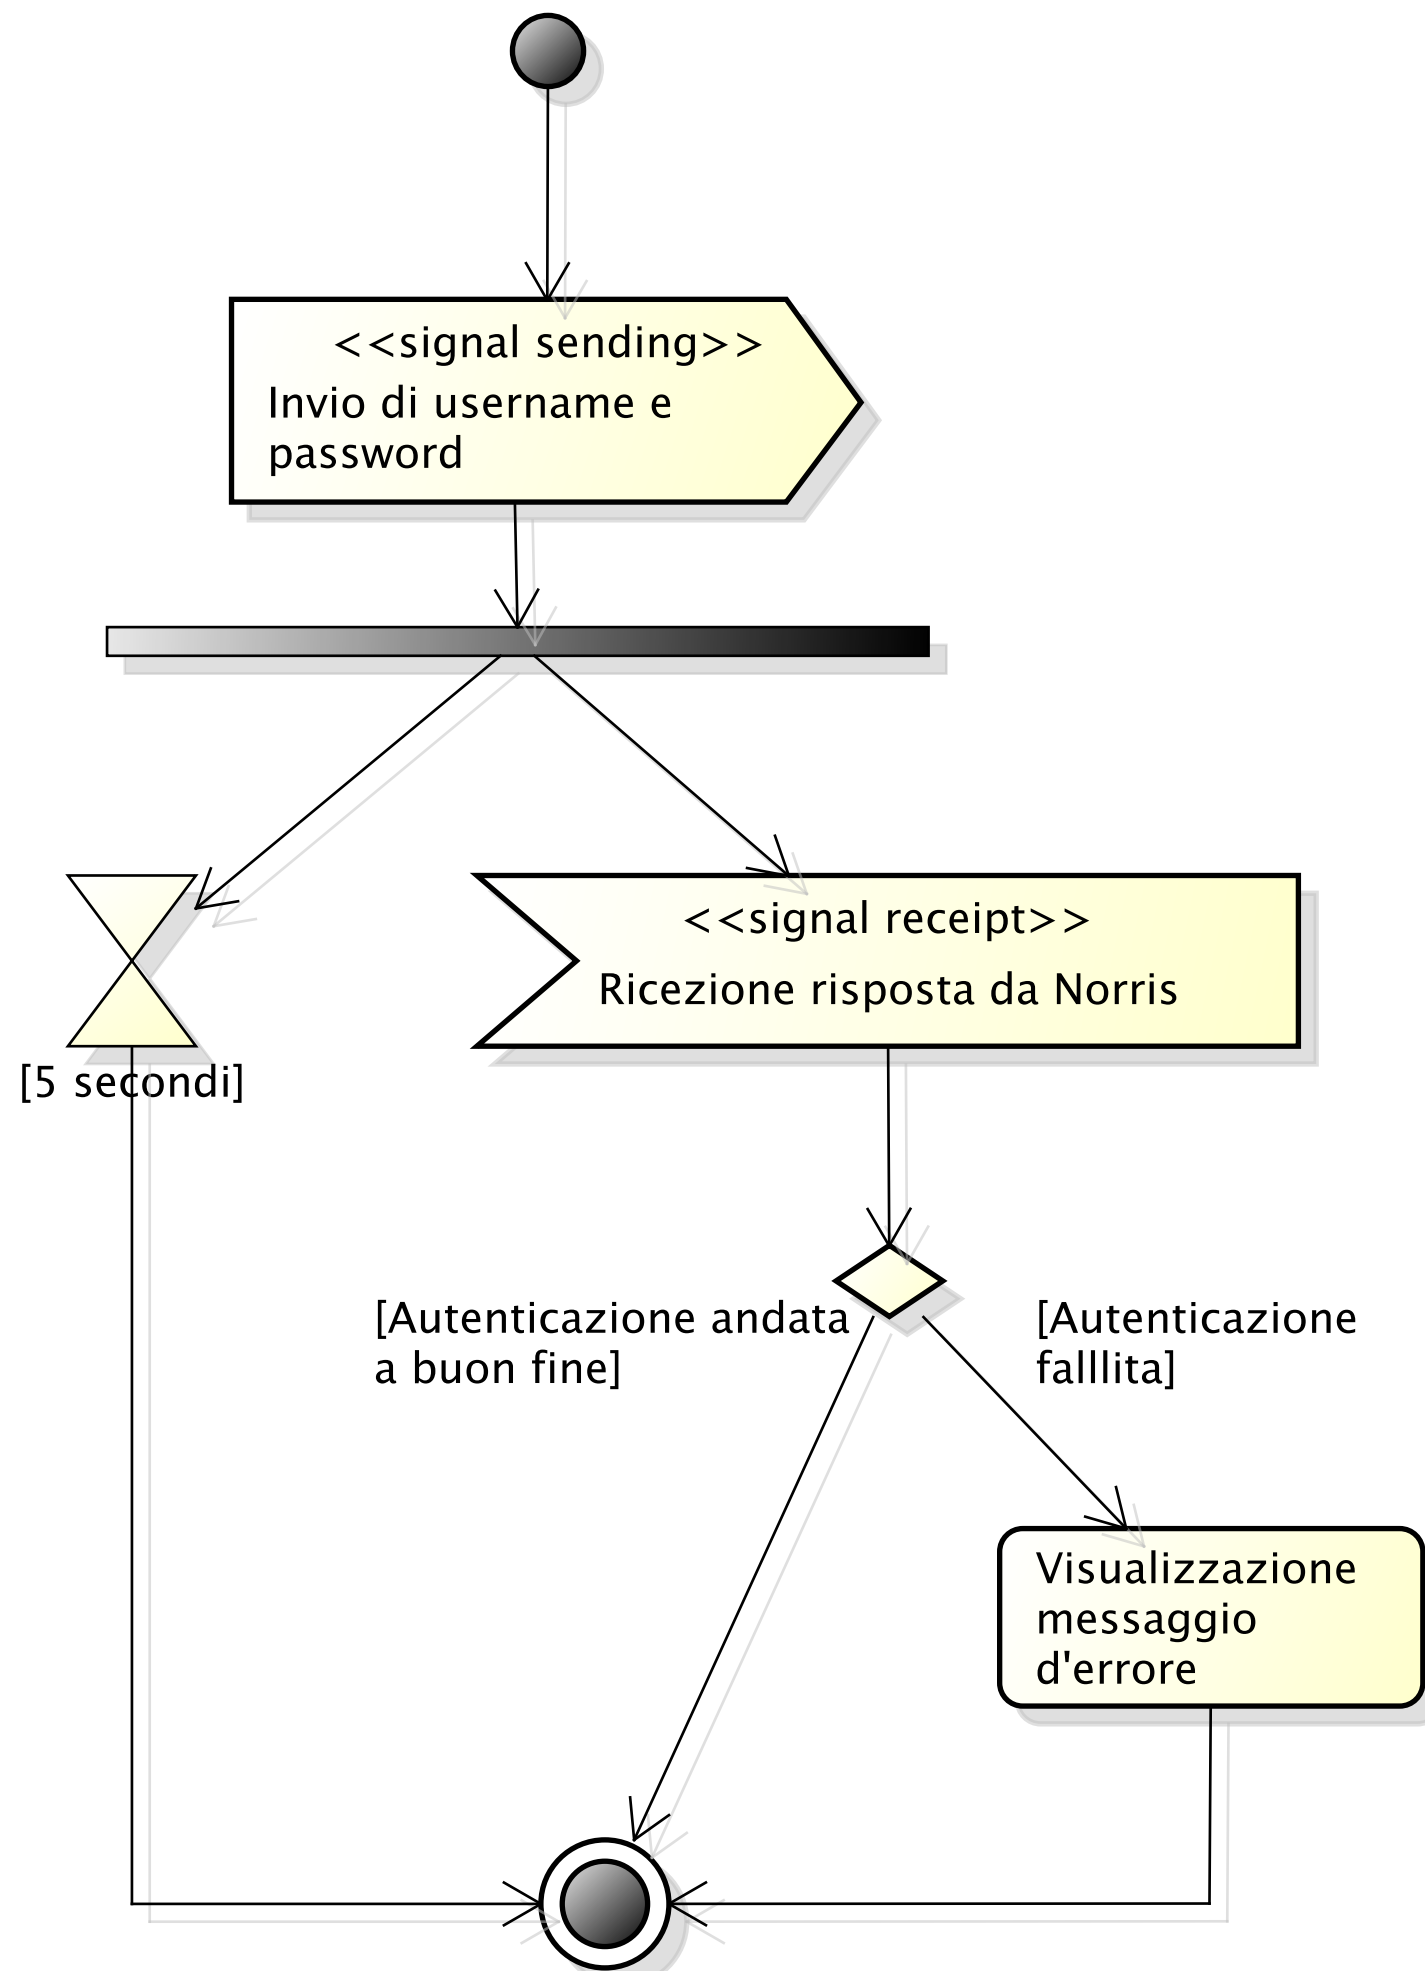 <<signal sending>>
Invio di username e
password
<<signal receipt>>
Ricezione risposta da Norris
[5 secondi]
[Autenticazione andata
a buon fine]
[Autenticazione
falllita]
Visualizzazione
messaggio
d'errore